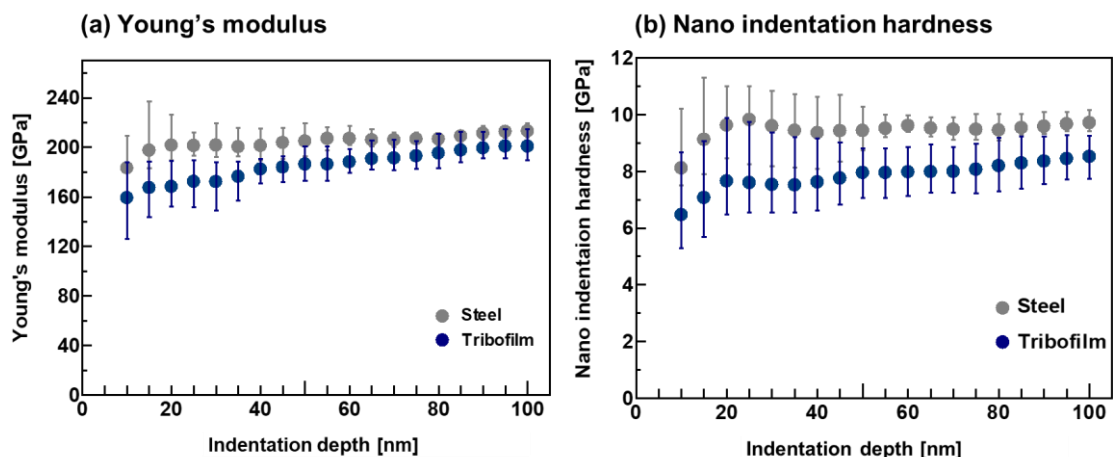 (a) Young's modulus
240
200
160
120
80
40
0
Young's modulus [GPa]
Steel
Tribofilm
0 20 40 60 80 100
Indentation depth [nm]
(b) Nano indentation hardness
12
10
8
6
4
2
0
Nano indentaion hardness [GPa]
Steel
Tribofilm
0 20 40 60 80 100
Indentation depth [nm]